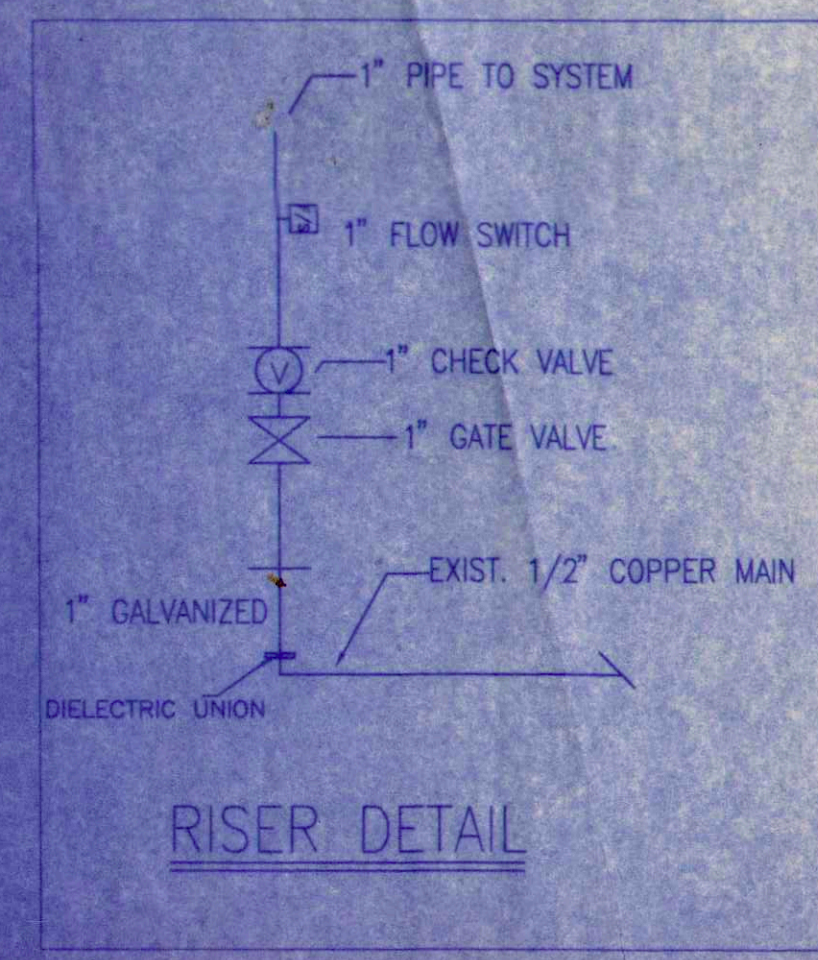 1" PIPE TO SYSTEM
1" FLOW SWITCH
V
1" CHECK VALVE
1" GATE VALVE
EXIST. 1/2" COPPER MAIN
1" GALVANIZED
DIELECTRIC UNION
RISER DETAIL